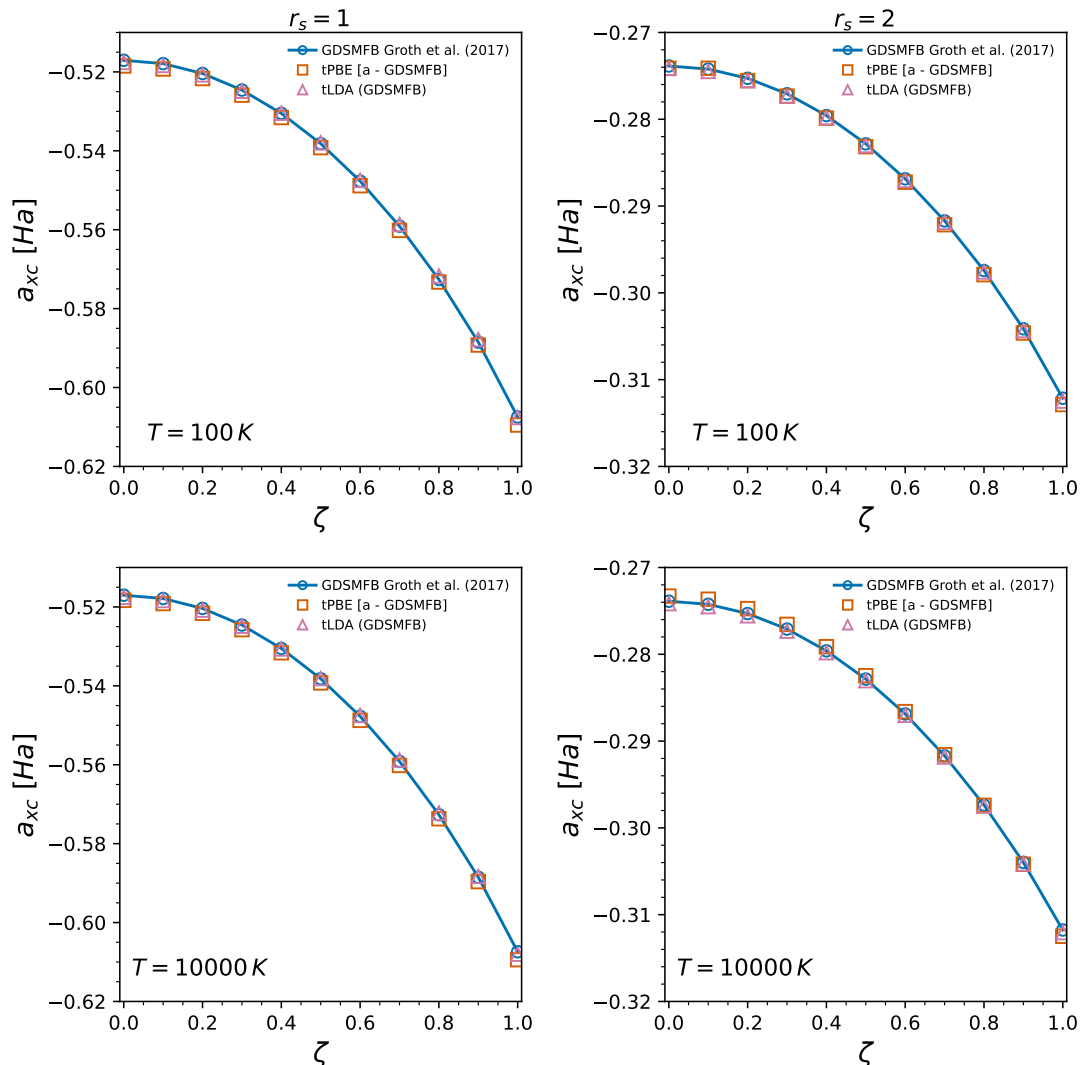 r_s = 1
−0.52
−0.54
−0.56
−0.58
−0.60
−0.62
a_xc [Ha]
GDSMFB Groth et al. (2017)
tPBE [a - GDSMFB]
tLDA (GDSMFB)
T = 100 K
0.0 0.2 0.4 0.6 0.8 1.0
ζ
r_s = 2
−0.27
−0.28
−0.29
−0.30
−0.31
−0.32
a_xc [Ha]
GDSMFB Groth et al. (2017)
tPBE [a - GDSMFB]
tLDA (GDSMFB)
T = 100 K
0.0 0.2 0.4 0.6 0.8 1.0
ζ
−0.52
−0.54
−0.56
−0.58
−0.60
−0.62
a_xc [Ha]
GDSMFB Groth et al. (2017)
tPBE [a - GDSMFB]
tLDA (GDSMFB)
T = 10000 K
0.0 0.2 0.4 0.6 0.8 1.0
ζ
−0.27
−0.28
−0.29
−0.30
−0.31
−0.32
a_xc [Ha]
GDSMFB Groth et al. (2017)
tPBE [a - GDSMFB]
tLDA (GDSMFB)
T = 10000 K
0.0 0.2 0.4 0.6 0.8 1.0
ζ